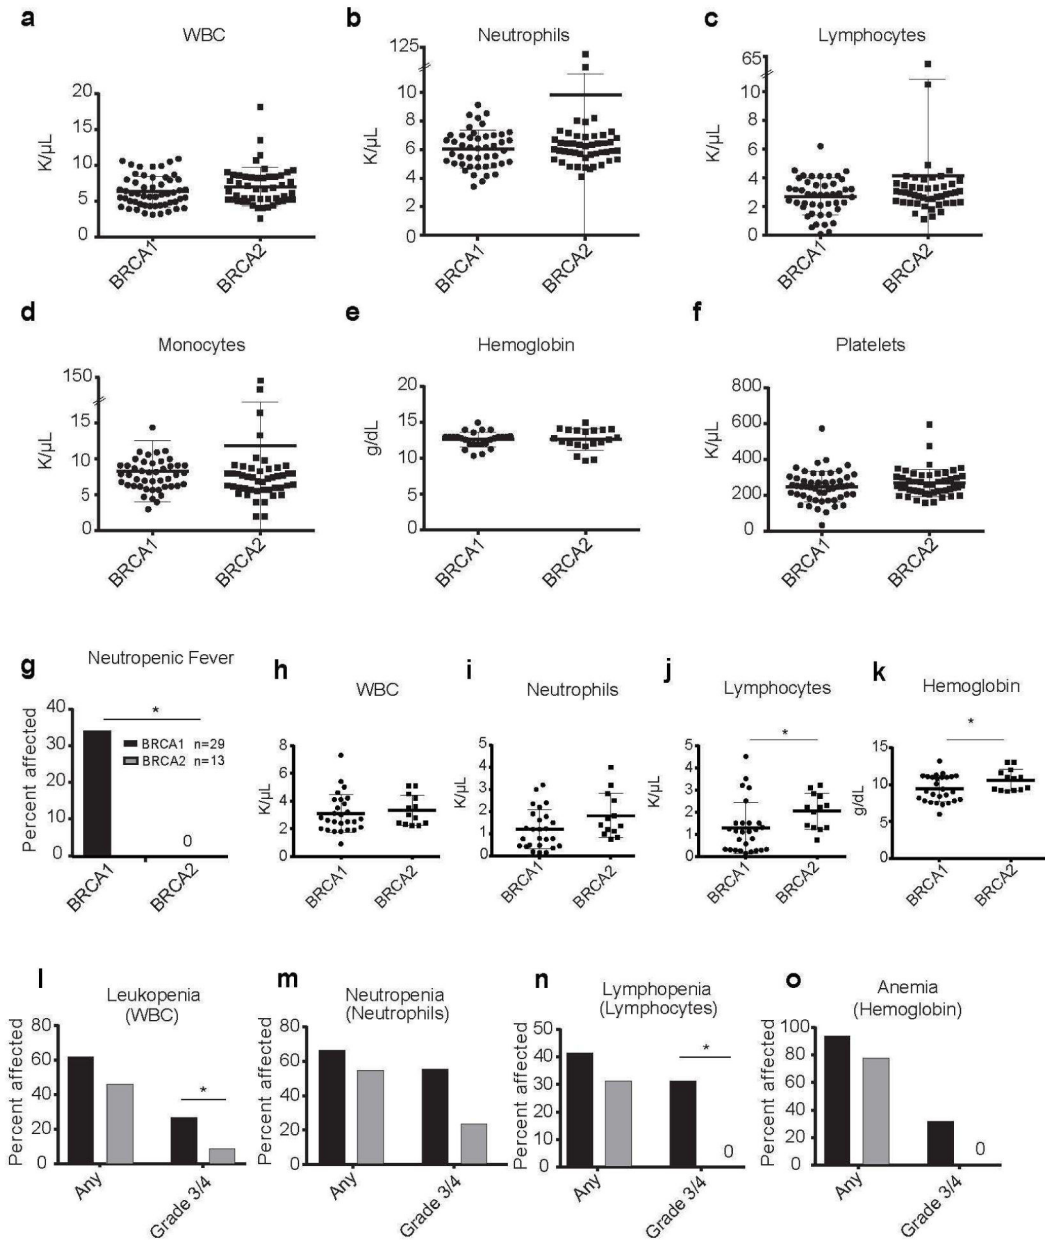 a
WBC
K/µL
20
15
10
5
0
BRCA1
BRCA2
b
Neutrophils
K/µL
125
10
8
6
4
2
0
BRCA1
BRCA2
c
Lymphocytes
K/µL
65
10
8
6
4
2
0
BRCA1
BRCA2
d
Monocytes
K/µL
150
15
10
5
0
BRCA1
BRCA2
e
Hemoglobin
g/dL
20
15
10
5
0
BRCA1
BRCA2
f
Platelets
K/µL
800
600
400
200
0
BRCA1
BRCA2
g
Neutropenic Fever
Percent affected
40
30
20
10
0
*
BRCA1 n=29
BRCA2 n=13
0
BRCA1
BRCA2
h
WBC
K/µL
8
6
4
2
0
BRCA1
BRCA2
i
Neutrophils
K/µL
5
4
3
2
1
0
BRCA1
BRCA2
j
Lymphocytes
K/µL
5
4
3
2
1
0
*
BRCA1
BRCA2
k
Hemoglobin
g/dL
15
10
5
0
*
BRCA1
BRCA2
l
Leukopenia
(WBC)
Percent affected
80
60
40
20
0
*
Any
Grade 3/4
m
Neutropenia
(Neutrophils)
Percent affected
80
60
40
20
0
Any
Grade 3/4
n
Lymphopenia
(Lymphocytes)
Percent affected
50
40
30
20
10
0
*
0
Any
Grade 3/4
o
Anemia
(Hemoglobin)
Percent affected
100
80
60
40
20
0
0
Any
Grade 3/4